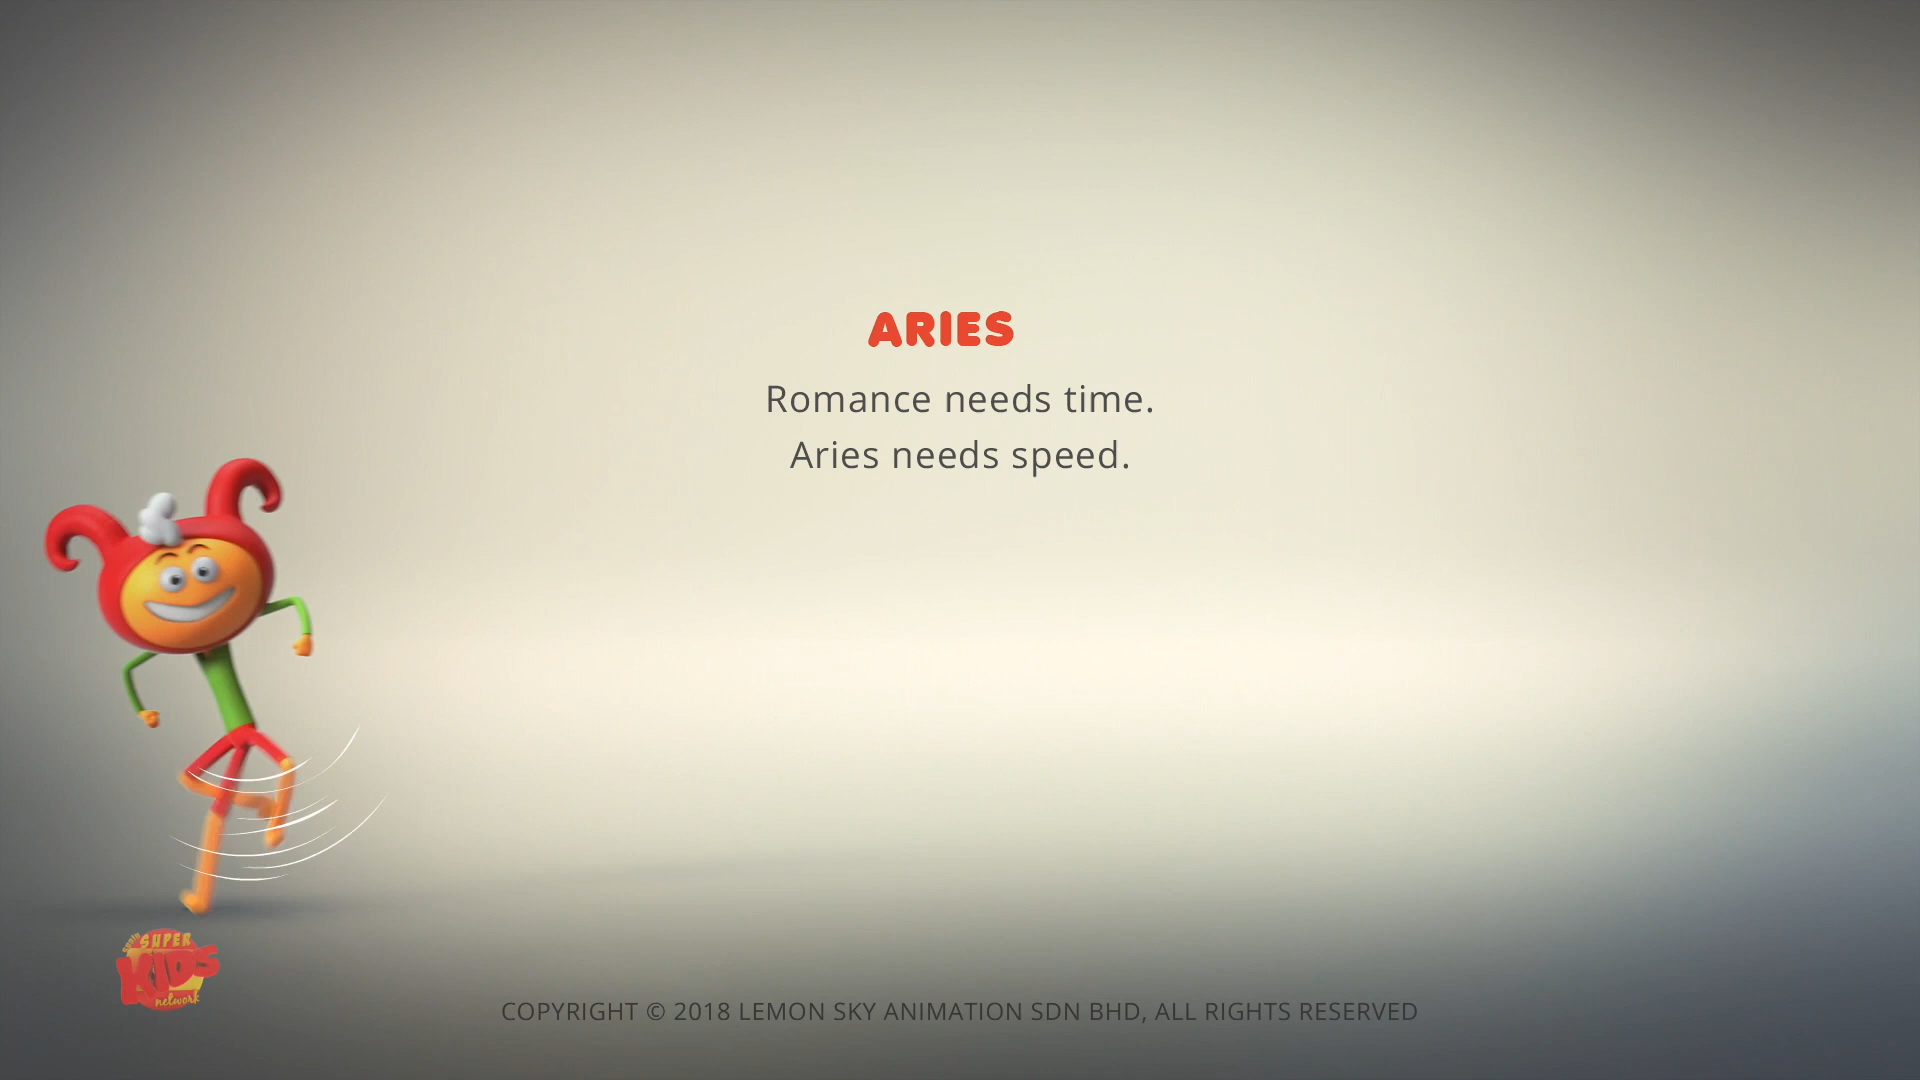 ARIES
Romance needs time.
Aries needs speed.
SUPER
KIDS
network
COPYRIGHT © 2018 LEMON SKY ANIMATION SDN BHD, ALL RIGHTS RESERVED